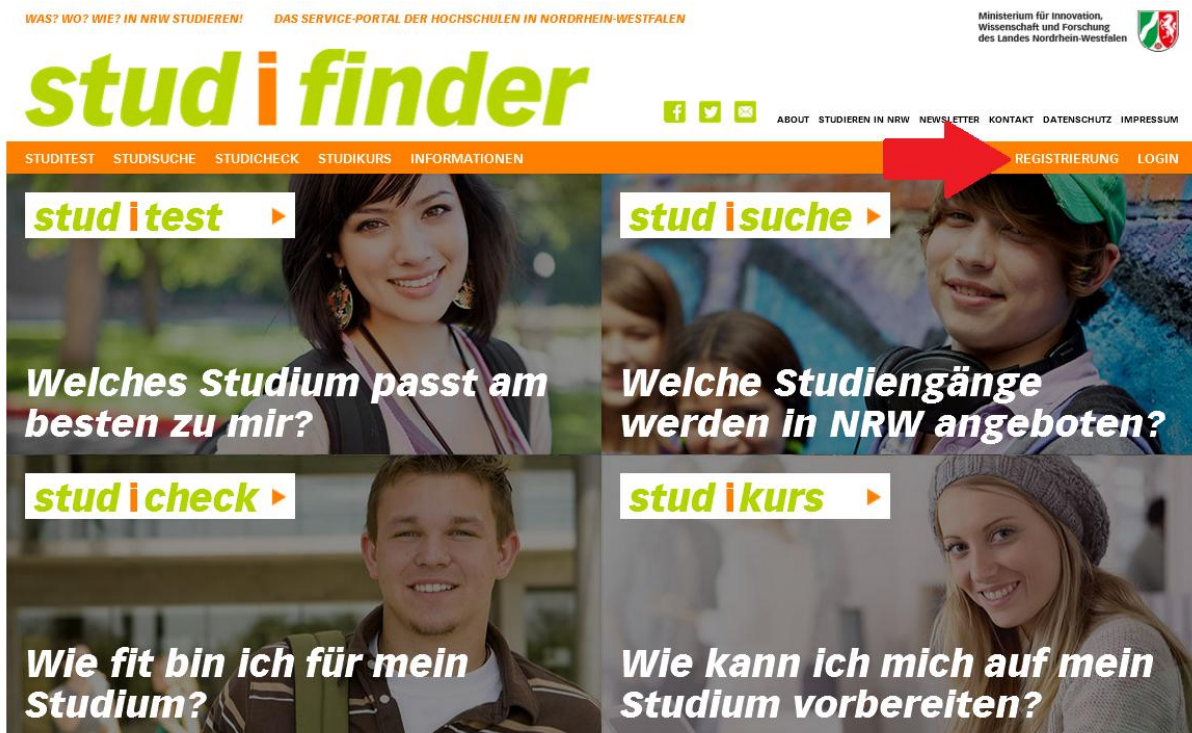 WAS? WO? WIE? IN NRW STUDIEREN!
DAS SERVICE-PORTAL DER HOCHSCHULEN IN NORDRHEIN-WESTFALEN
Ministerium für Innovation,
Wissenschaft und Forschung
des Landes Nordrhein-Westfalen
stud i finder
ABOUT STUDIEREN IN NRW NEWSLETTER KONTAKT DATENSCHUTZ IMPRESSUM
STUDITEST STUDISUCHE STUDICHECK STUDIKURS INFORMATIONEN
REGISTRIERUNG LOGIN
stud i test
Welches Studium passt am
besten zu mir?
stud i suche
Welche Studiengänge
werden in NRW angeboten?
stud i check
Wie fit bin ich für mein
Studium?
stud i kurs
Wie kann ich mich auf mein
Studium vorbereiten?